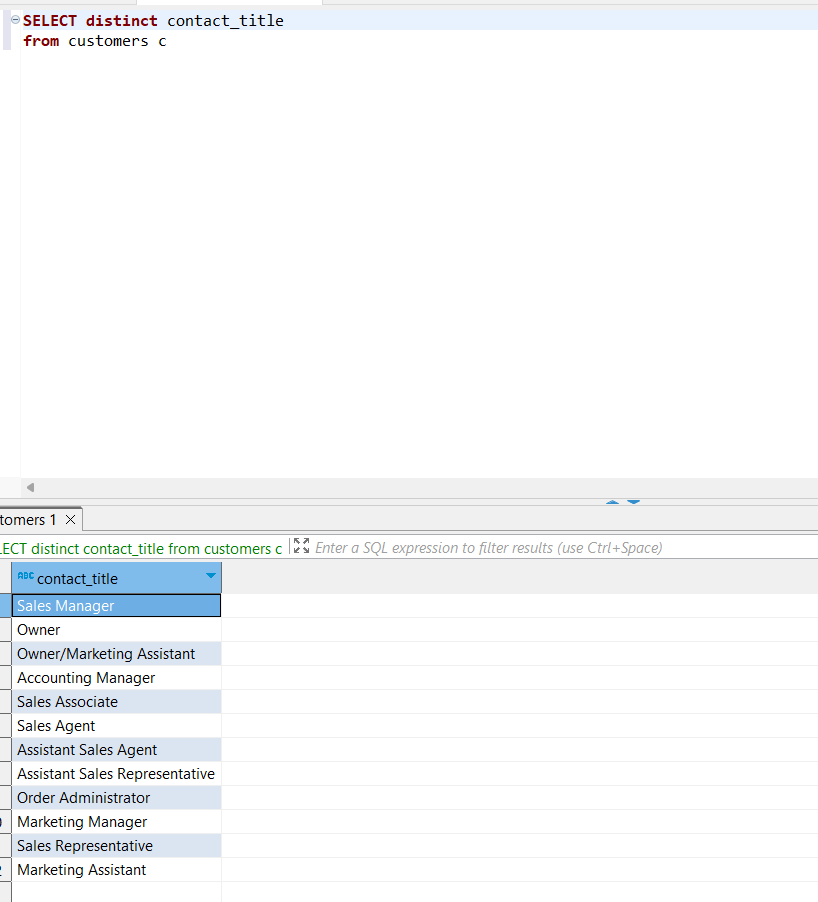 SELECT distinct contact_title
from customers c
tomers 1
LECT distinct contact_title from customers c Enter a SQL expression to filter results (use Ctrl+Space)
ABC contact_title
Sales Manager
Owner
Owner/Marketing Assistant
Accounting Manager
Sales Associate
Sales Agent
Assistant Sales Agent
Assistant Sales Representative
Order Administrator
Marketing Manager
Sales Representative
Marketing Assistant